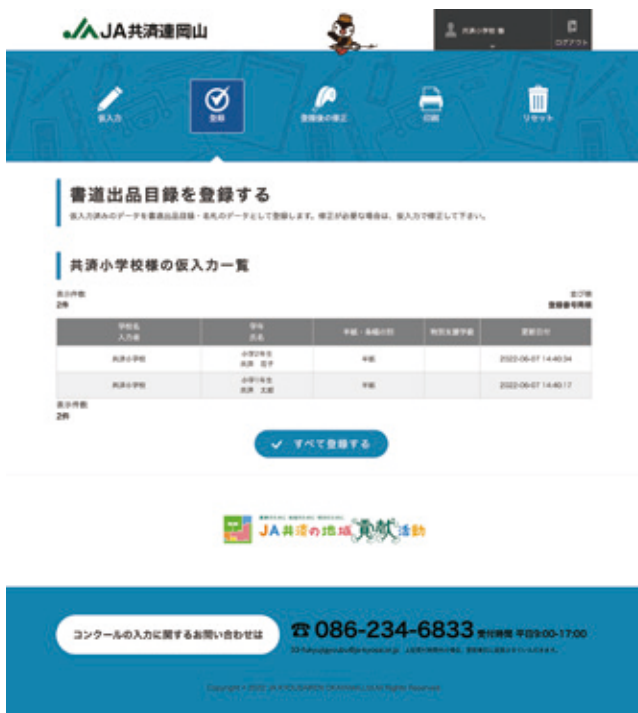 JA共済連岡山
共済小学校 様
ログアウト
仮入力
登録
登録後の修正
印刷
リセット
書道出品目録を登録する
仮入力済みのデータを書道出品目録・名札のデータとして登録します。修正が必要な場合は、仮入力で修正して下さい。
共済小学校様の仮入力一覧
表示件数
2件
並び順
登録番号降順
学校名
入力者
学年
氏名
半紙・条幅の別
特別支援学級
更新日付
共済小学校
小学2年生
共済 花子
半紙
2022-06-07 14:40:34
共済小学校
小学1年生
共済 太郎
半紙
2022-06-07 14:40:17
表示件数
2件
すべて登録する
JA共済の地域貢献活動
コンクールの入力に関するお問い合わせは
☎086-234-6833 受付時間 平日9:00-17:00